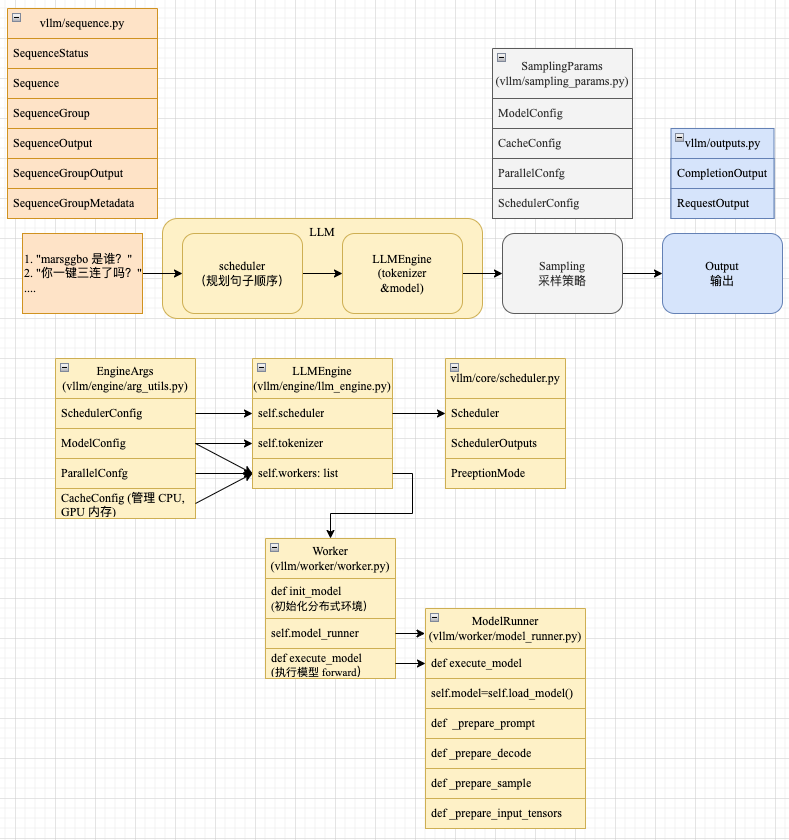 vllm/sequence.py
SequenceStatus
Sequence
SequenceGroup
SequenceOutput
SequenceGroupOutput
SequenceGroupMetadata
SamplingParams
(vllm/sampling_params.py)
ModelConfig
CacheConfig
ParallelConfg
SchedulerConfig
vllm/outputs.py
CompletionOutput
RequestOutput
1. "marsggbo 是谁？"
2. "你一键三连了吗？"
....
LLM
scheduler
（规划句子顺序）
LLMEngine
(tokenizer
&model)
Sampling
采样策略
Output
输出
EngineArgs
(vllm/engine/arg_utils.py)
SchedulerConfig
ModelConfig
ParallelConfg
CacheConfig (管理 CPU,
GPU 内存)
LLMEngine
(vllm/engine/llm_engine.py)
self.scheduler
self.tokenizer
self.workers: list
vllm/core/scheduler.py
Scheduler
SchedulerOutputs
PreeptionMode
Worker
(vllm/worker/worker.py)
def init_model
(初始化分布式环境）
self.model_runner
def execute_model
(执行模型 forward）
ModelRunner
(vllm/worker/model_runner.py)
def execute_model
self.model=self.load_model()
def _prepare_prompt
def _prepare_decode
def _prepare_sample
def _prepare_input_tensors